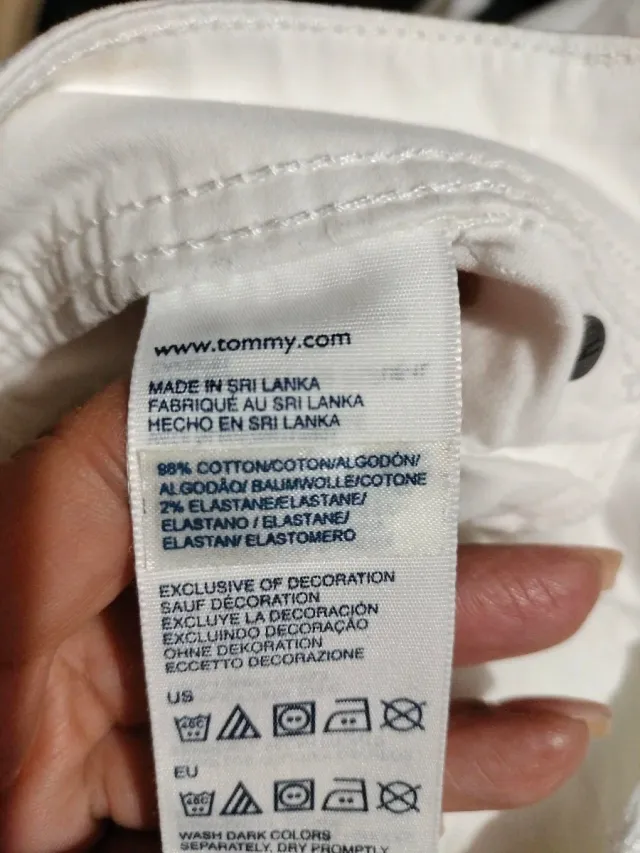 www.tommy.com
MADE IN SRI LANKA
FABRIQUÉ AU SRI LANKA
HECHO EN SRI LANKA
98% COTTON/COTON/ALGODÓN/
ALGODÃO/ BAUMWOLLE/COTONE
2% ELASTANE/ELASTANE/
ELASTANO / ELASTANE/
ELASTAN/ ELASTOMERO
EXCLUSIVE OF DECORATION
SAUF DÉCORATION
EXCLUYE LA DECORACIÓN
EXCLUINDO DECORAÇÃO
OHNE DEKORATION
ECCETTO DECORAZIONE
US
EU
WASH DARK COLORS
SEPARATELY, DRY PROMPTLY